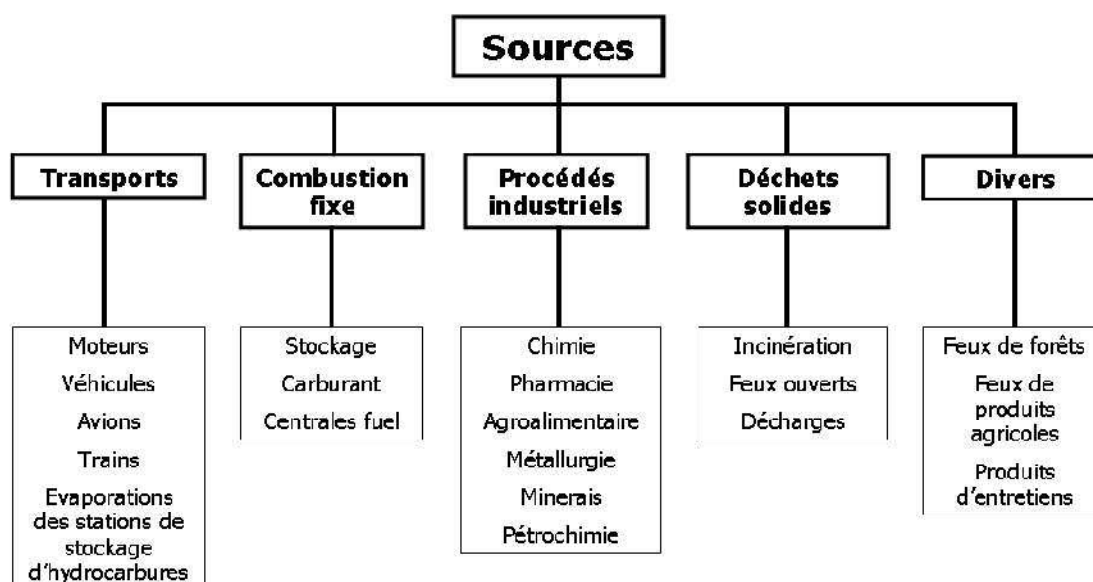 Sources
Transports
Combustion
fixe
Procédés
industriels
Déchets
solides
Divers
Moteurs
Véhicules
Avions
Trains
Evaporations
des stations de
stockage
d'hydrocarbures
Stockage
Carburant
Centrales fuel
Chimie
Pharmacie
Agroalimentaire
Métallurgie
Minerais
Pétrochimie
Incinération
Feux ouverts
Décharges
Feux de forêts
Feux de
produits
agricoles
Produits
d'entretiens